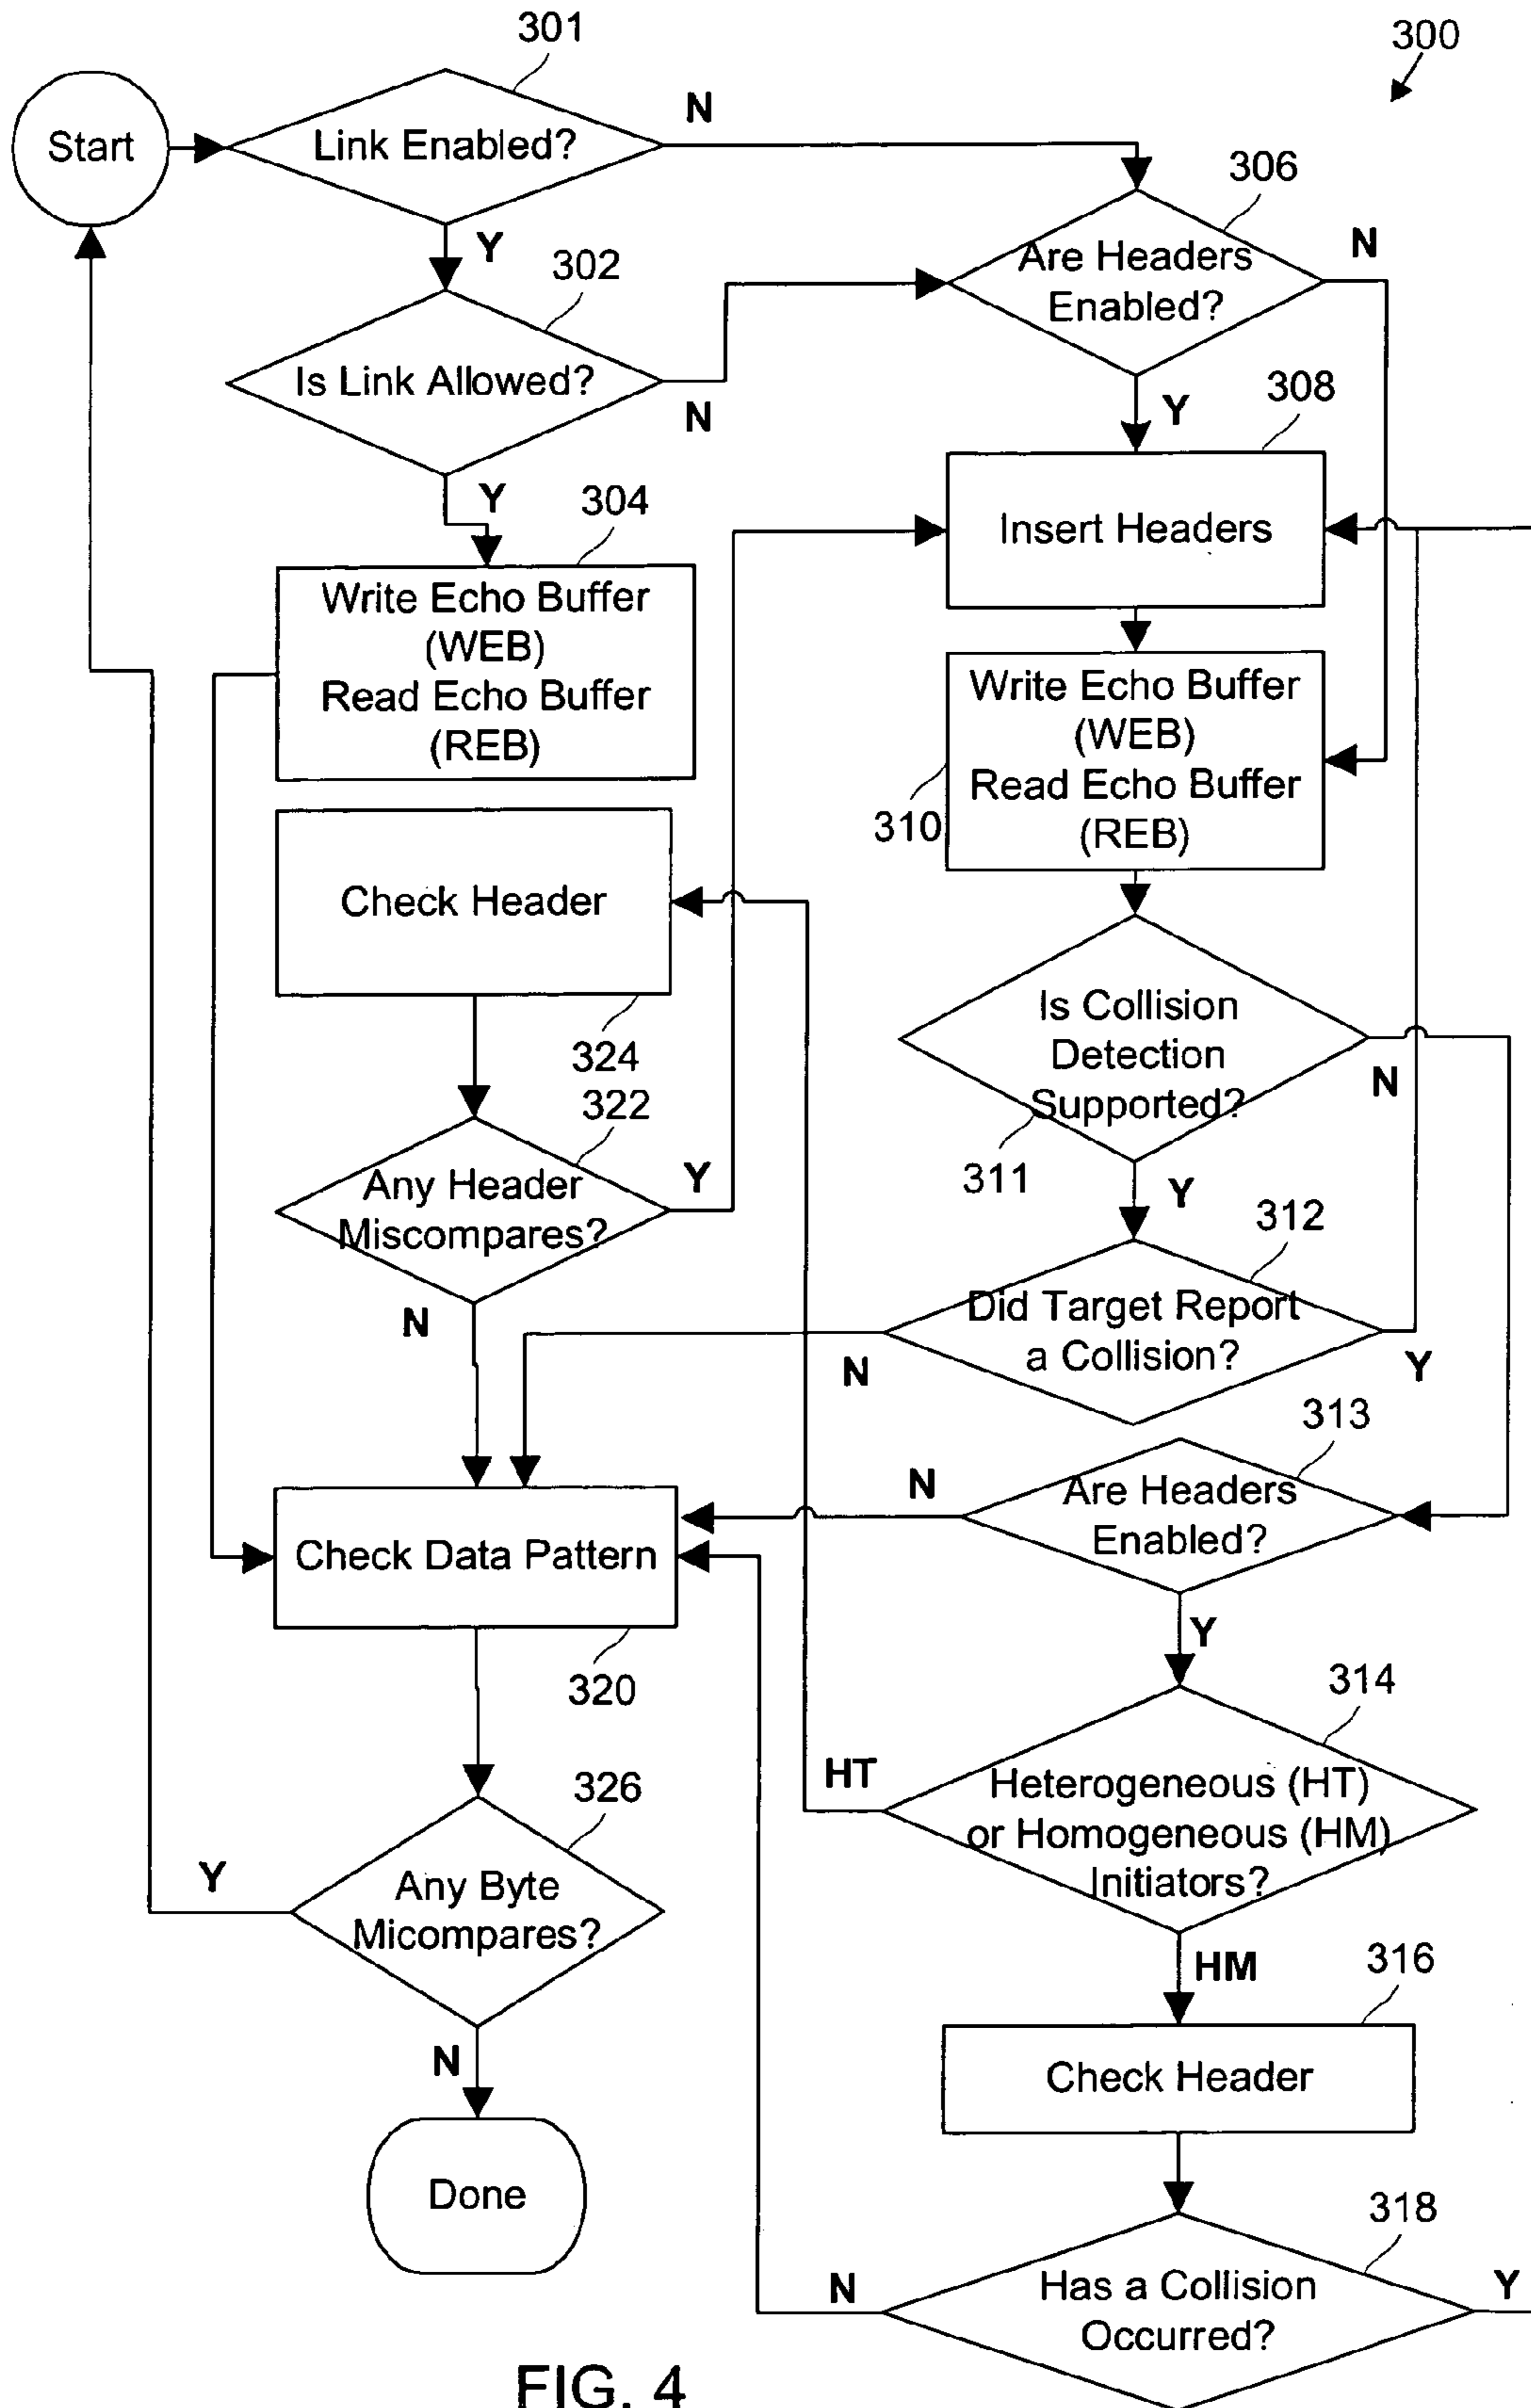 301
300
Start
Link Enabled?
N
306
Y
302
Are Headers
Enabled?
N
Is Link Allowed?
N
Y
308
Y
304
Insert Headers
Write Echo Buffer
(WEB)
Read Echo Buffer
(REB)
Write Echo Buffer
(WEB)
Read Echo Buffer
(REB)
310
Check Header
324
Is Collision
Detection
Supported?
N
311
322
Any Header
Miscompares?
Y
Y
312
N
Did Target Report
a Collision?
N
Y
313
N
Are Headers
Enabled?
Check Data Pattern
320
Y
314
HT
Heterogeneous (HT)
or Homogeneous (HM)
Initiators?
326
Y
Any Byte
Micompares?
HM
316
N
Check Header
Done
318
N
Has a Collision
Occurred?
Y
FIG. 4